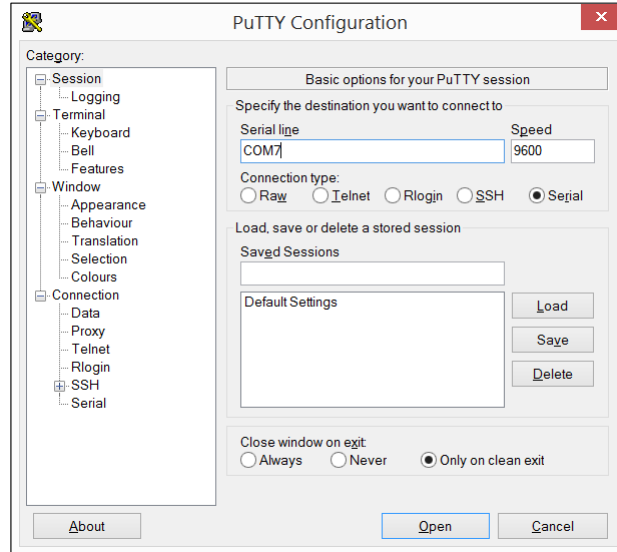 PuTTY Configuration
x
Category:
Session
Logging
Terminal
Keyboard
Bell
Features
Window
Appearance
Behaviour
Translation
Selection
Colours
Connection
Data
Proxy
Telnet
Rlogin
SSH
Serial
Basic options for your PuTTY session
Specify the destination you want to connect to
Serial line Speed
COM7 9600
Connection type:
Raw Telnet Rlogin SSH Serial
Load, save or delete a stored session
Saved Sessions
Default Settings
Load
Save
Delete
Close window on exit:
Always Never Only on clean exit
About Open Cancel